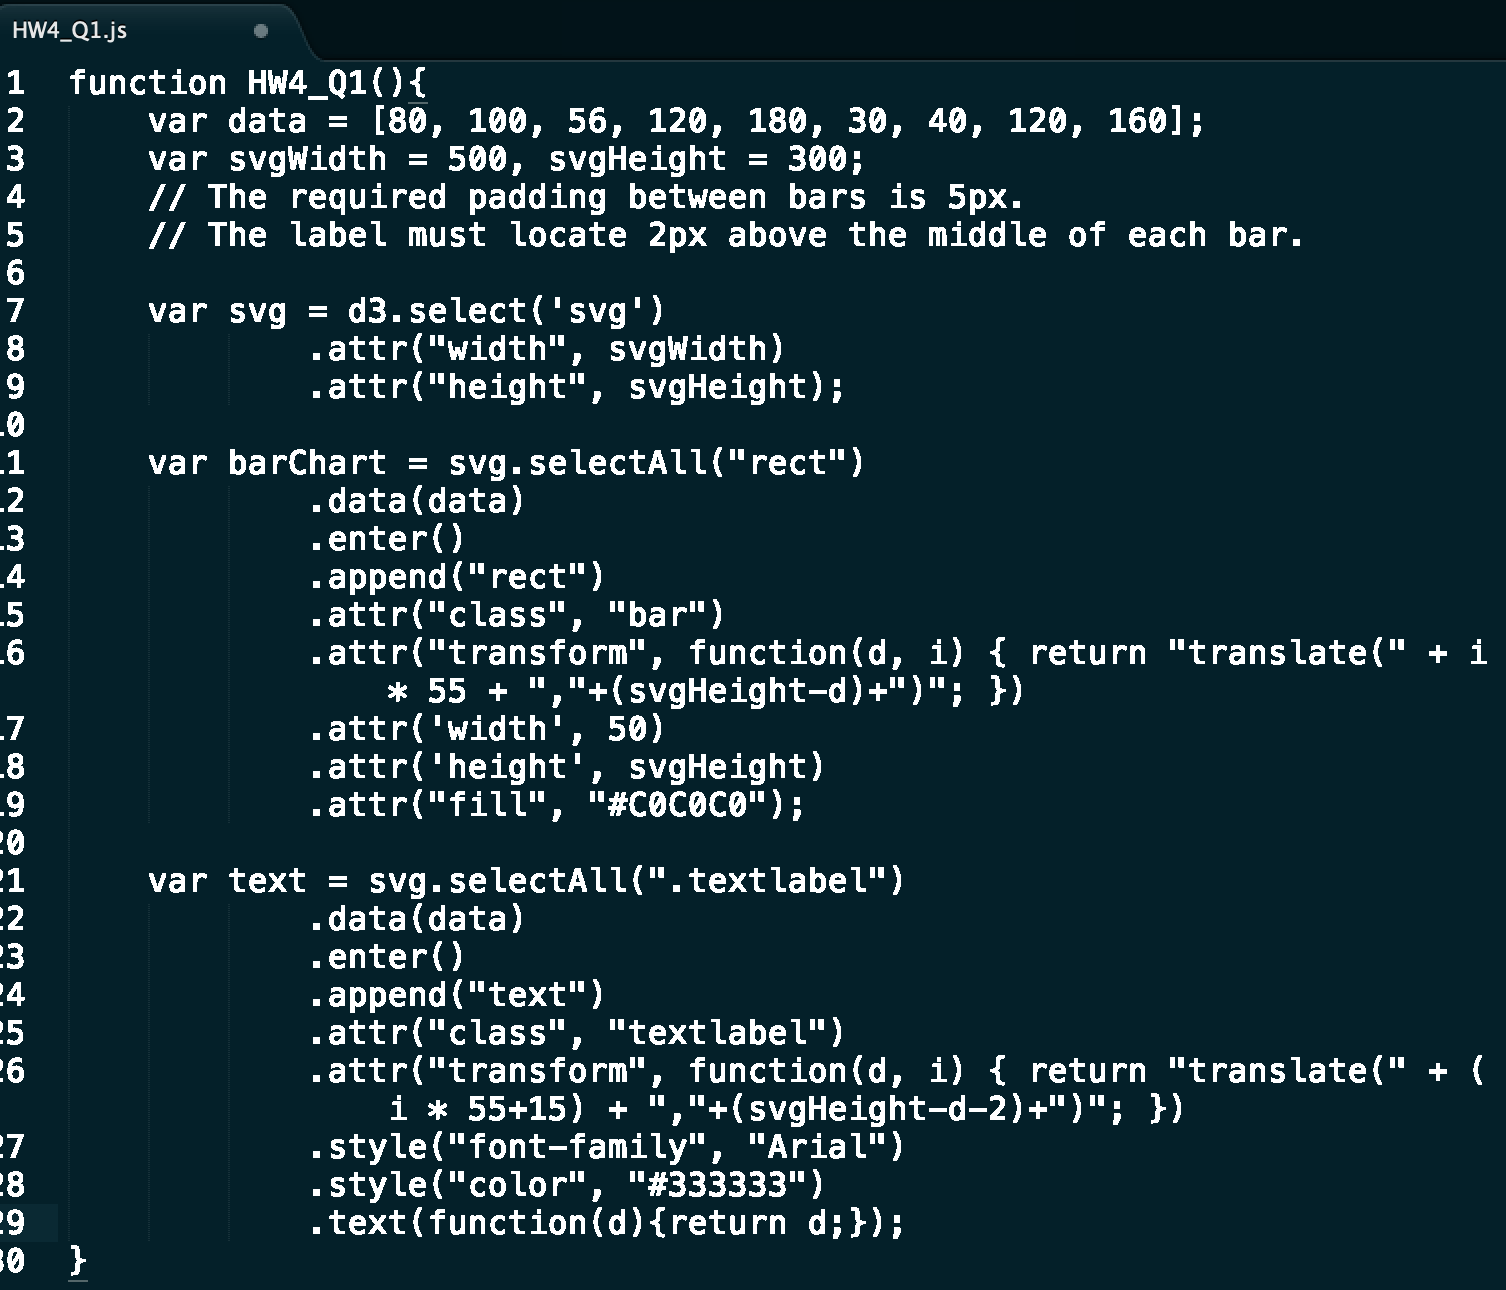 HW4_Q1.js
1 function HW4_Q1(){
2 var data = [80, 100, 56, 120, 180, 30, 40, 120, 160];
3 var svgWidth = 500, svgHeight = 300;
4 // The required padding between bars is 5px.
5 // The label must locate 2px above the middle of each bar.
6
7 var svg = d3.select('svg')
8 .attr("width", svgWidth)
9 .attr("height", svgHeight);
10
11 var barChart = svg.selectAll("rect")
12 .data(data)
13 .enter()
14 .append("rect")
15 .attr("class", "bar")
16 .attr("transform", function(d, i) { return "translate(" + i
* 55 + ","+(svgHeight-d)+")"; })
17 .attr('width', 50)
18 .attr('height', svgHeight)
19 .attr("fill", "#C0C0C0");
20
21 var text = svg.selectAll(".textlabel")
22 .data(data)
23 .enter()
24 .append("text")
25 .attr("class", "textlabel")
26 .attr("transform", function(d, i) { return "translate(" + (
i * 55+15) + ","+(svgHeight-d-2)+")"; })
27 .style("font-family", "Arial")
28 .style("color", "#333333")
29 .text(function(d){return d;});
30 }